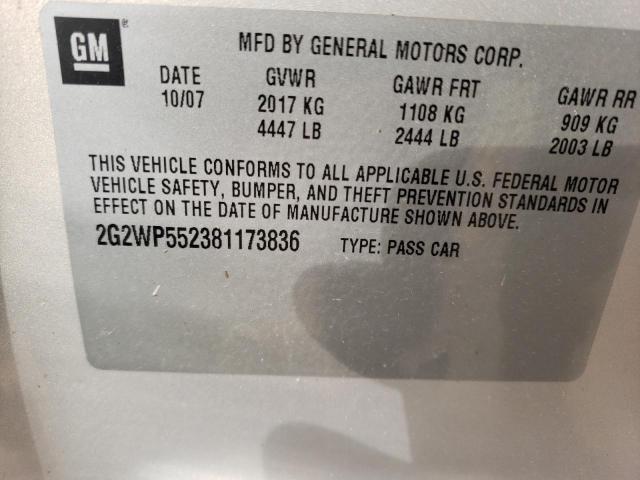 GM
®
MFD BY GENERAL MOTORS CORP.
DATE GVWR GAWR FRT GAWR RR
10/07 2017 KG 1108 KG 909 KG
4447 LB 2444 LB 2003 LB
THIS VEHICLE CONFORMS TO ALL APPLICABLE U.S. FEDERAL MOTOR
VEHICLE SAFETY, BUMPER, AND THEFT PREVENTION STANDARDS IN
EFFECT ON THE DATE OF MANUFACTURE SHOWN ABOVE.
2G2WP552381173836 TYPE: PASS CAR